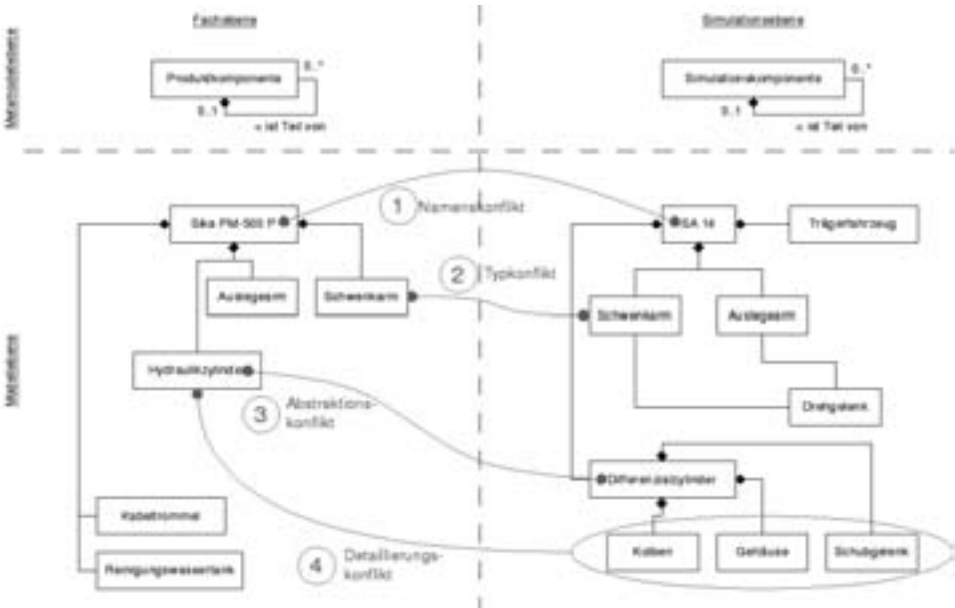 Fachebene
Simulationsebene
Metamodellebene
Produktkomponente
0..*
0..1
< ist Teil von
Simulationskomponente
0..*
0..1
< ist Teil von
Modellebene
1
Namenskonflikt
Sika PM-500 P
SA 14
Trägerfahrzeug
2
Typkonflikt
Auslegearm
Schwenkarm
Schwenkarm
Auslegearm
Hydraulikzylinder
3
Abstraktions-
konflikt
Drehgelenk
Differenzialzylinder
Kabeltrommel
4
Detaillierungs-
konflikt
Kolben
Gehäuse
Schubgelenk
Reinigungswassertank